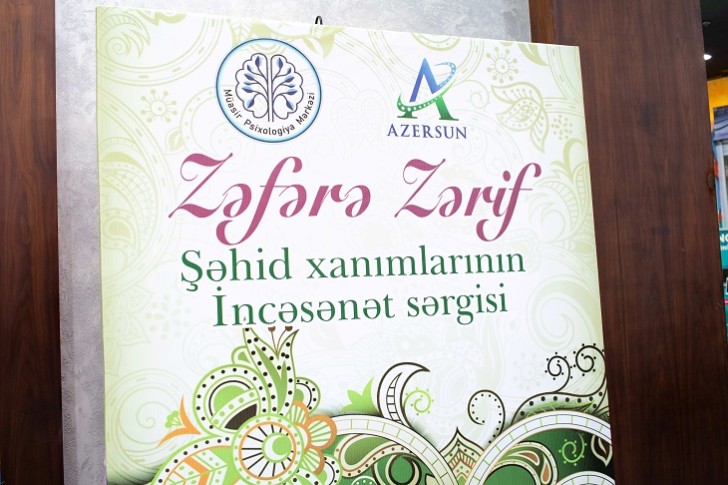 Müasir Psixologiya Mərkəzi
AZERSUN
Zəfərə Zərif
Şəhid xanımlarının
İncəsənət sərgisi